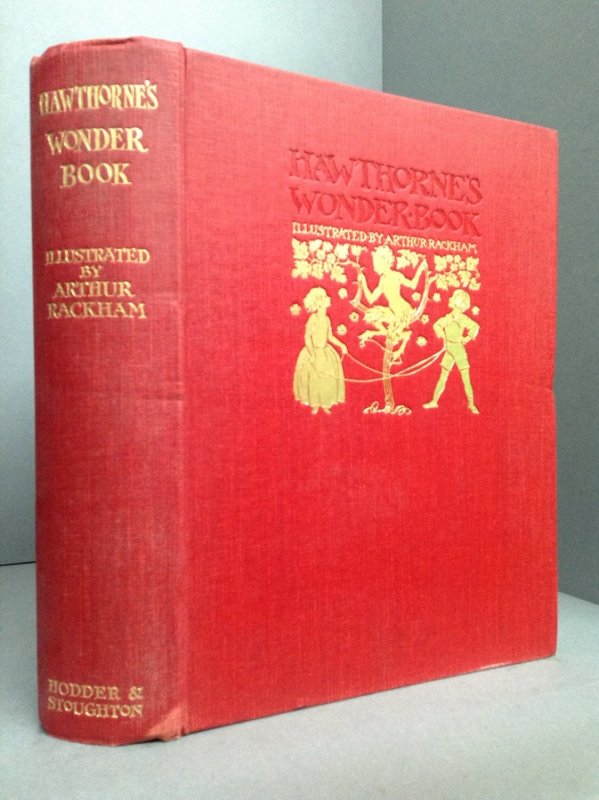 HAWTHORNE'S
WONDER
BOOK
ILLUSTRATED
BY
ARTHUR
RACKHAM
HODDER &
STOUGHTON
HAWTHORNE'S
WONDER·BOOK
ILLUSTRATED·BY·ARTHUR RACKHAM